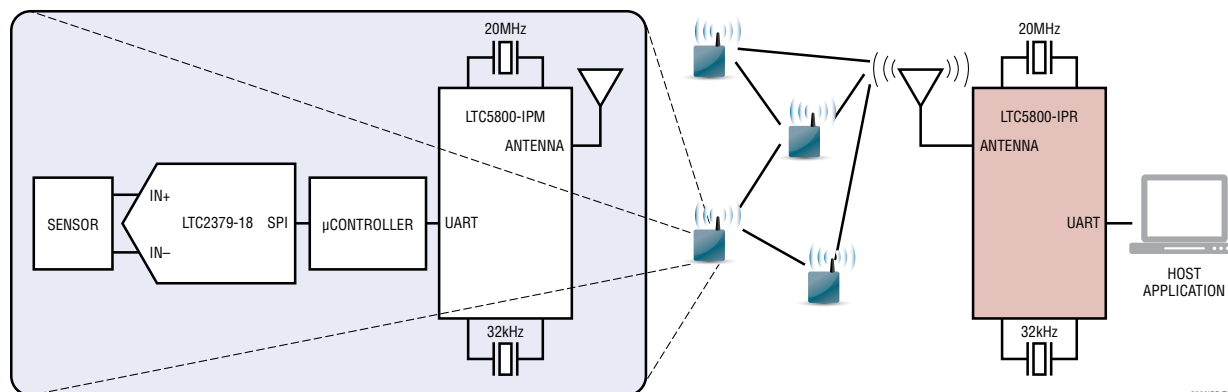 20MHz
LTC5800-IPM
ANTENNA
SENSOR
IN+
IN–
LTC2379-18
SPI
µCONTROLLER
UART
32kHz
20MHz
LTC5800-IPR
ANTENNA
UART
32kHz
HOST
APPLICATION